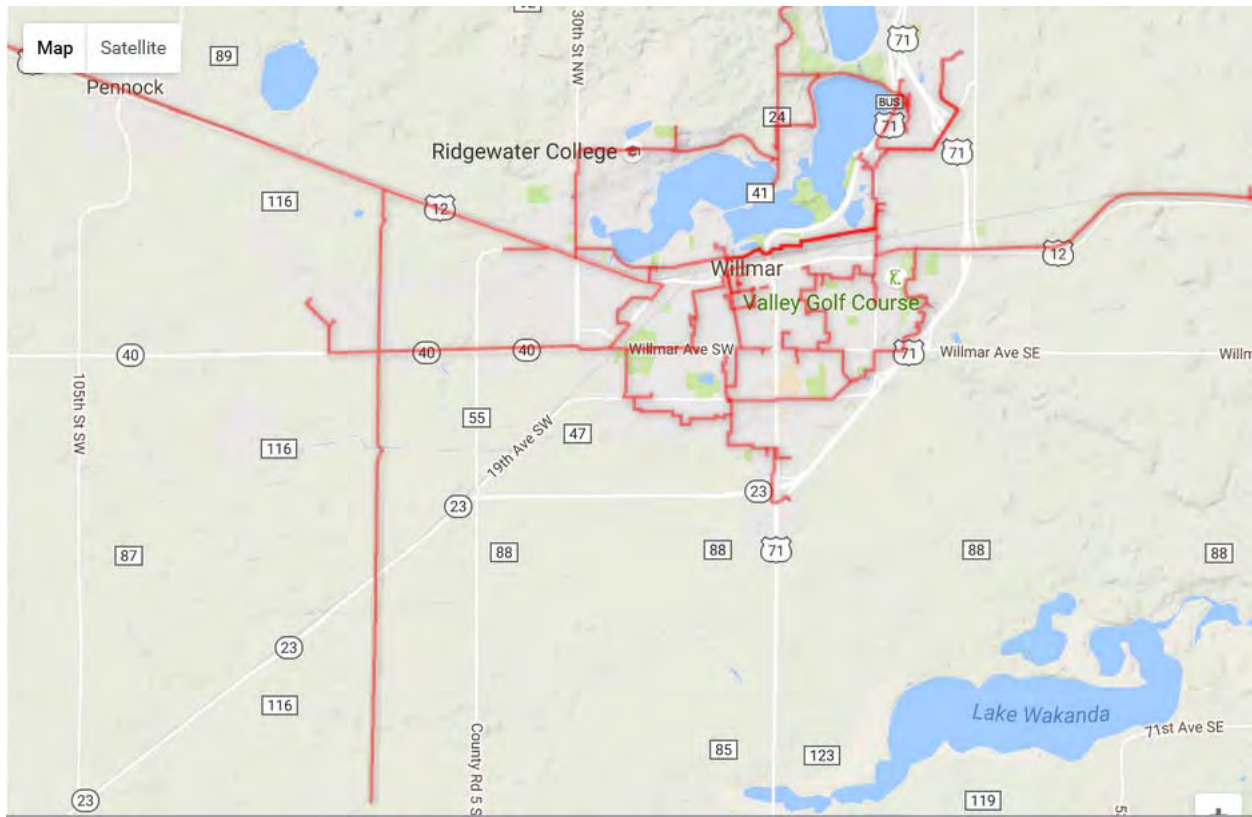 Map
Satellite
89
30th St NW
71
Pennock
BUS
71
24
71
Ridgewater College
116
12
41
12
Willmar
Valley Golf Course
40
40
40
Willmar Ave SW
71
Willmar Ave SE
105th St SW
55
47
116
19th Ave SW
23
23
87
88
88
71
88
88
23
116
Lake Wakanda
71st Ave SE
County Rd 5 S
85
123
23
119